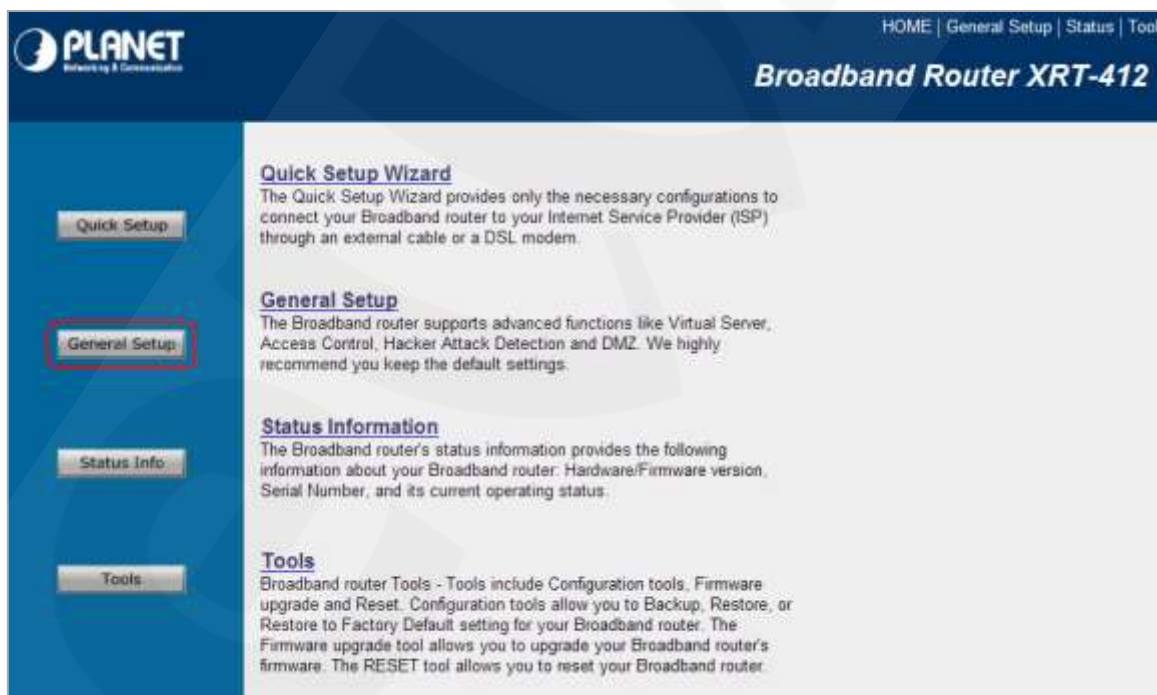 PLANET
Networking & Communication
HOME | General Setup | Status | Tool
Broadband Router XRT-412
Quick Setup
General Setup
Status Info
Tools
Quick Setup Wizard
The Quick Setup Wizard provides only the necessary configurations to
connect your Broadband router to your Internet Service Provider (ISP)
through an external cable or a DSL modem.
General Setup
The Broadband router supports advanced functions like Virtual Server,
Access Control, Hacker Attack Detection and DMZ. We highly
recommend you keep the default settings.
Status Information
The Broadband router's status information provides the following
information about your Broadband router: Hardware/Firmware version,
Serial Number, and its current operating status.
Tools
Broadband router Tools - Tools include Configuration tools, Firmware
upgrade and Reset. Configuration tools allow you to Backup, Restore, or
Restore to Factory Default setting for your Broadband router. The
Firmware upgrade tool allows you to upgrade your Broadband router's
firmware. The RESET tool allows you to reset your Broadband router.